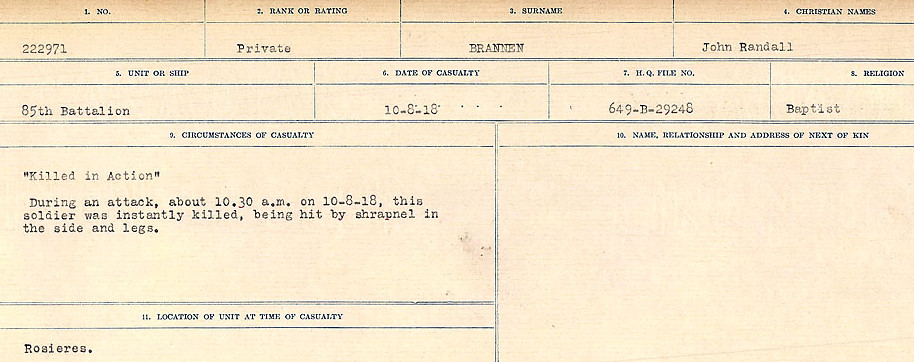 1. NO.
2. RANK OR RATING
3. SURNAME
4. CHRISTIAN NAMES
222971
Private
BRANNEN
John Randall
5. UNIT OR SHIP
6. DATE OF CASUALTY
7. H. Q. FILE NO.
8. RELIGION
85th Battalion
10-8-18
649-B-29248
Baptist
9. CIRCUMSTANCES OF CASUALTY
10. NAME, RELATIONSHIP AND ADDRESS OF NEXT OF KIN
"Killed in Action"
During an attack, about 10.30 a.m. on 10-8-18, this
soldier was instantly killed, being hit by shrapnel in
the side and legs.
11. LOCATION OF UNIT AT TIME OF CASUALTY
Rosieres.